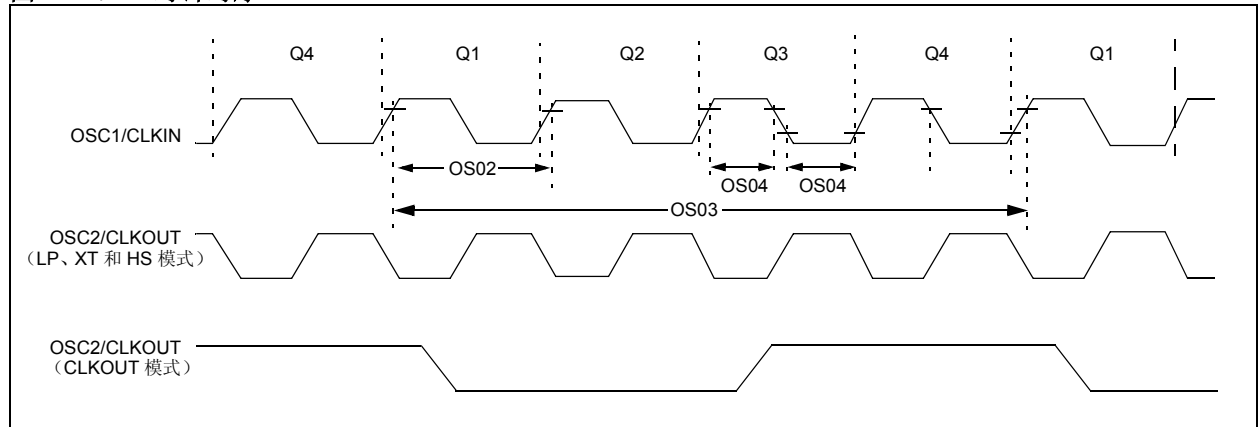 Q4 Q1 Q2 Q3 Q4 Q1
OSC1/CLKIN
OS02
OS04 OS04
OS03
OSC2/CLKOUT
（LP、XT 和 HS 模式）
OSC2/CLKOUT
（CLKOUT 模式）